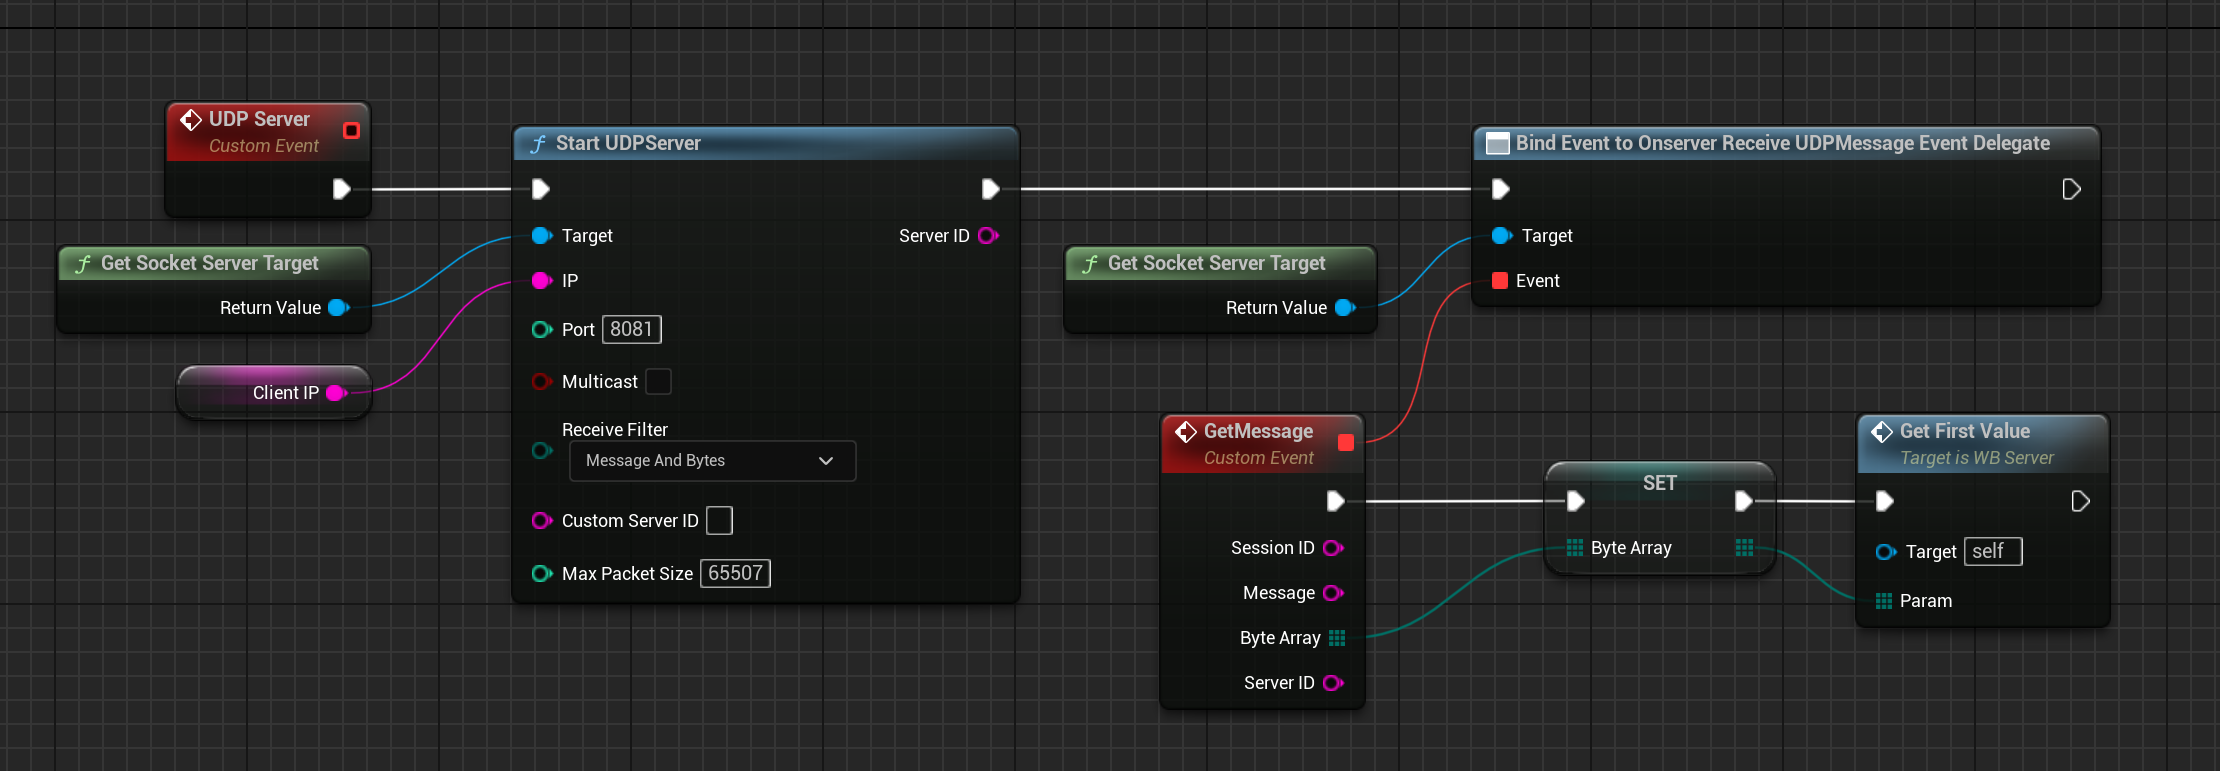 UDP Server
Custom Event
Get Socket Server Target
Return Value
Client IP
Start UDPServer
Target
Server ID
IP
Port 8081
Multicast
Receive Filter
Message And Bytes
Custom Server ID
Max Packet Size 65507
Get Socket Server Target
Return Value
Bind Event to Onserver Receive UDPMessage Event Delegate
Target
Event
GetMessage
Custom Event
Session ID
Message
Byte Array
Server ID
SET
Byte Array
Get First Value
Target is WB Server
Target self
Param